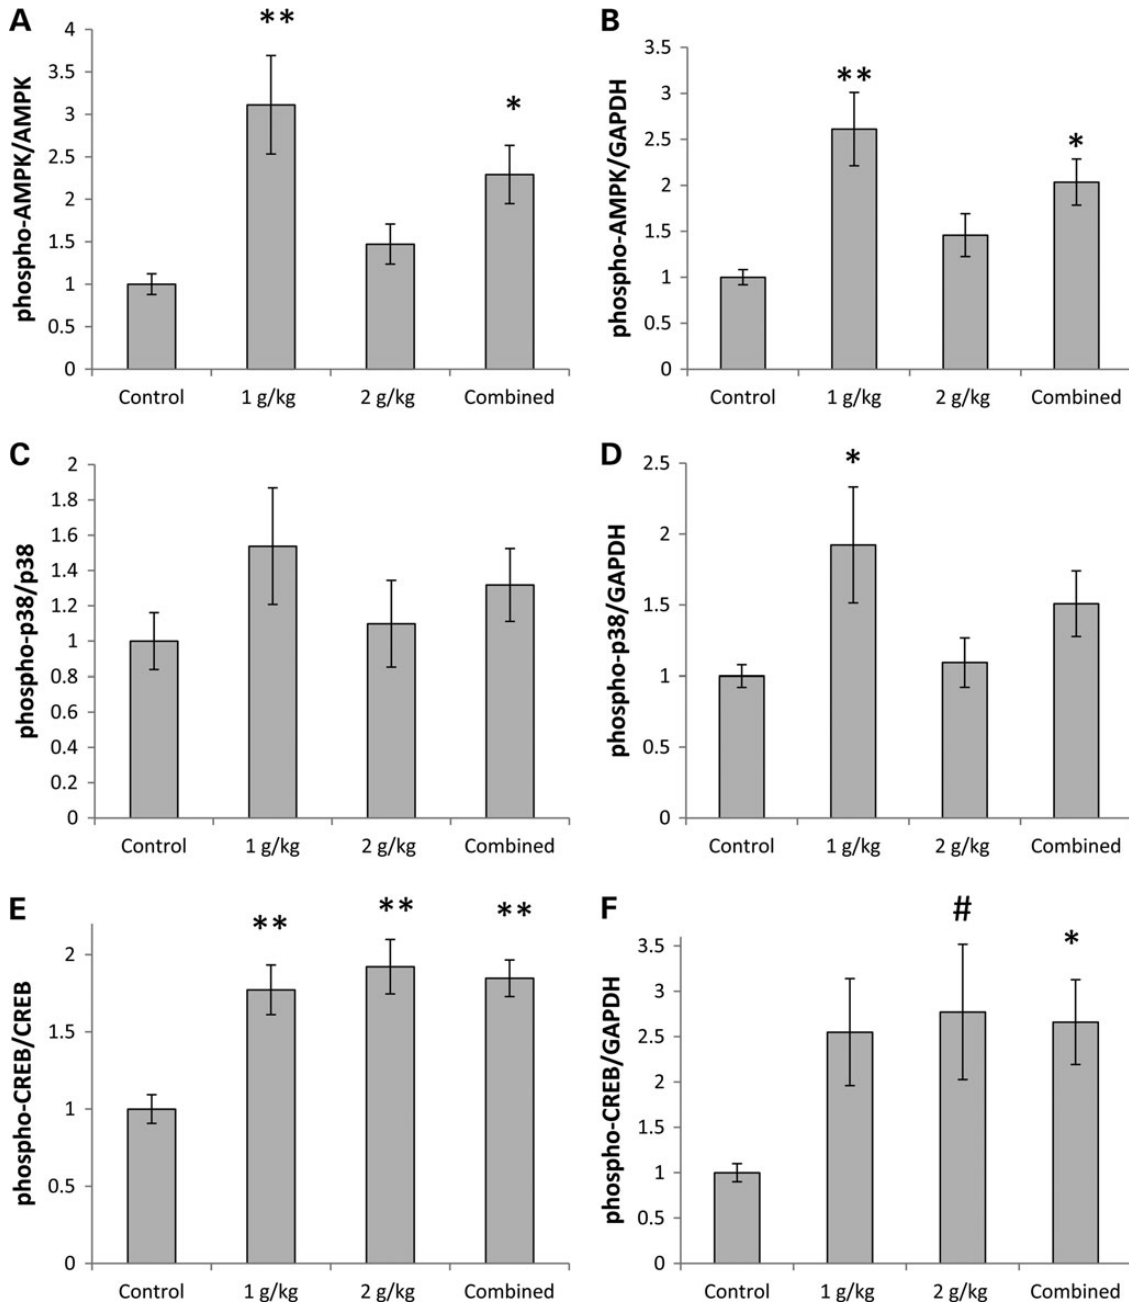 A
**
*
phospho-AMPK/AMPK
4
3.5
3
2.5
2
1.5
1
0.5
0
Control 1 g/kg 2 g/kg Combined
B
**
*
phospho-AMPK/GAPDH
3.5
3
2.5
2
1.5
1
0.5
0
Control 1 g/kg 2 g/kg Combined
C
phospho-p38/p38
2
1.8
1.6
1.4
1.2
1
0.8
0.6
0.4
0.2
0
Control 1 g/kg 2 g/kg Combined
D
*
phospho-p38/GAPDH
2.5
2
1.5
1
0.5
0
Control 1 g/kg 2 g/kg Combined
E
** ** **
phospho-CREB/CREB
2
1.5
1
0.5
0
Control 1 g/kg 2 g/kg Combined
F
#
*
phospho-CREB/GAPDH
3.5
3
2.5
2
1.5
1
0.5
0
Control 1 g/kg 2 g/kg Combined